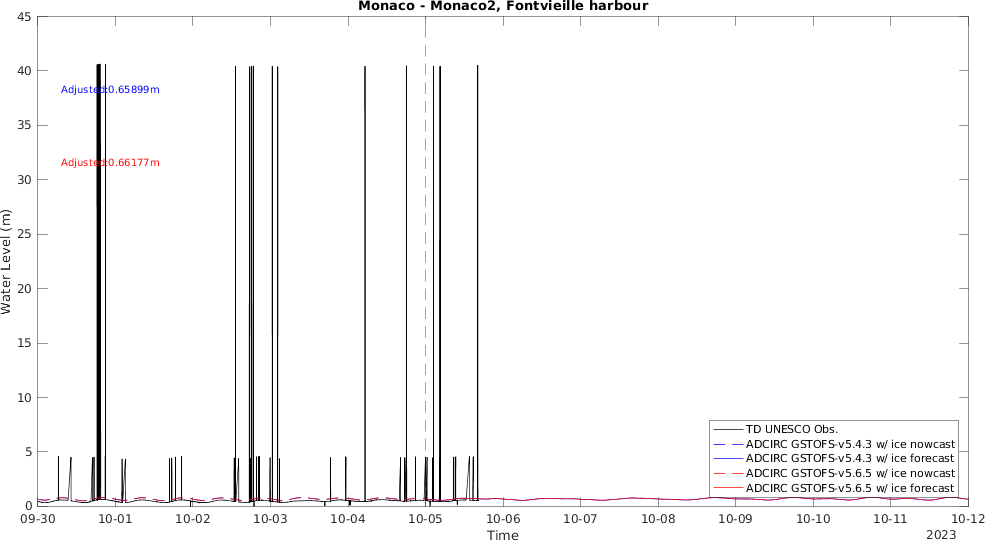 Monaco - Monaco2, Fontvieille harbour
45
40
35
30
25
20
15
10
5
0
Water Level (m)
Adjusted:0.65899m
Adjusted:0.66177m
TD UNESCO Obs.
ADCIRC GSTOFS-v5.4.3 w/ ice nowcast
ADCIRC GSTOFS-v5.4.3 w/ ice forecast
ADCIRC GSTOFS-v5.6.5 w/ ice nowcast
ADCIRC GSTOFS-v5.6.5 w/ ice forecast
09-30 10-01 10-02 10-03 10-04 10-05 10-06 10-07 10-08 10-09 10-10 10-11 10-12
Time
2023